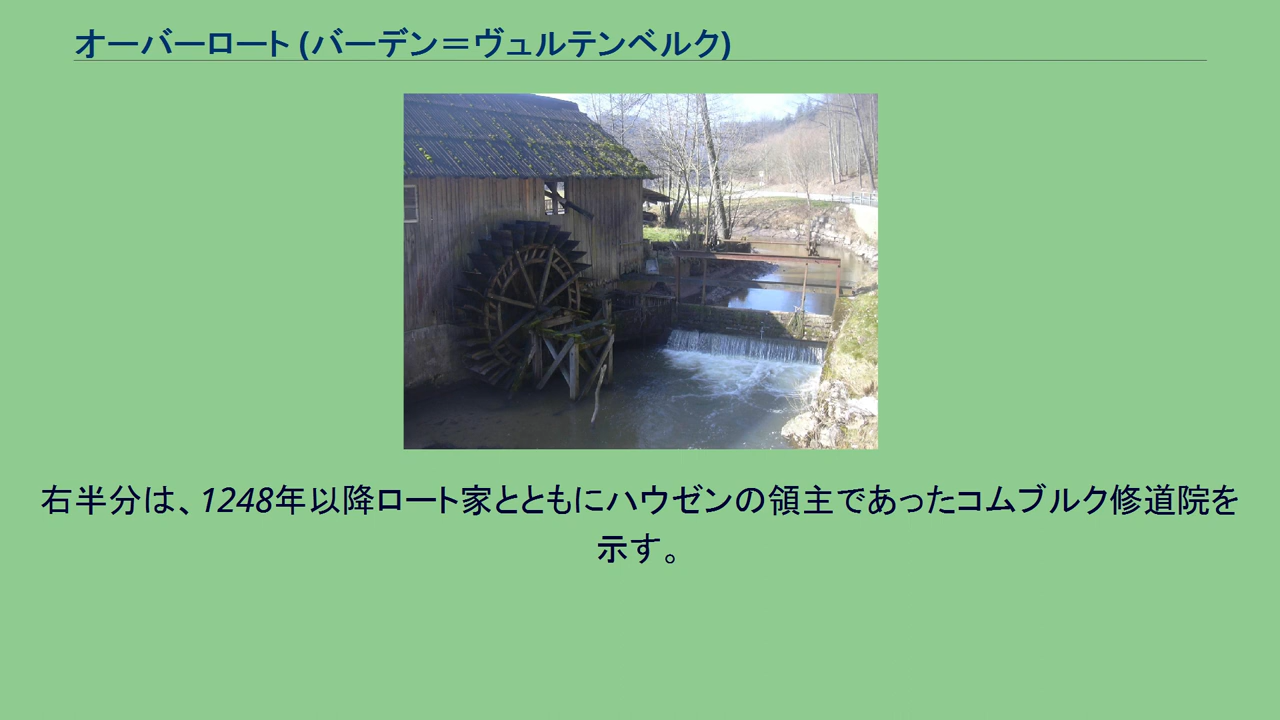 オーバーロート (バーデン＝ヴュルテンベルク)
右半分は、1248年以降ロート家とともにハウゼンの領主であったコムブルク修道院を
示す。